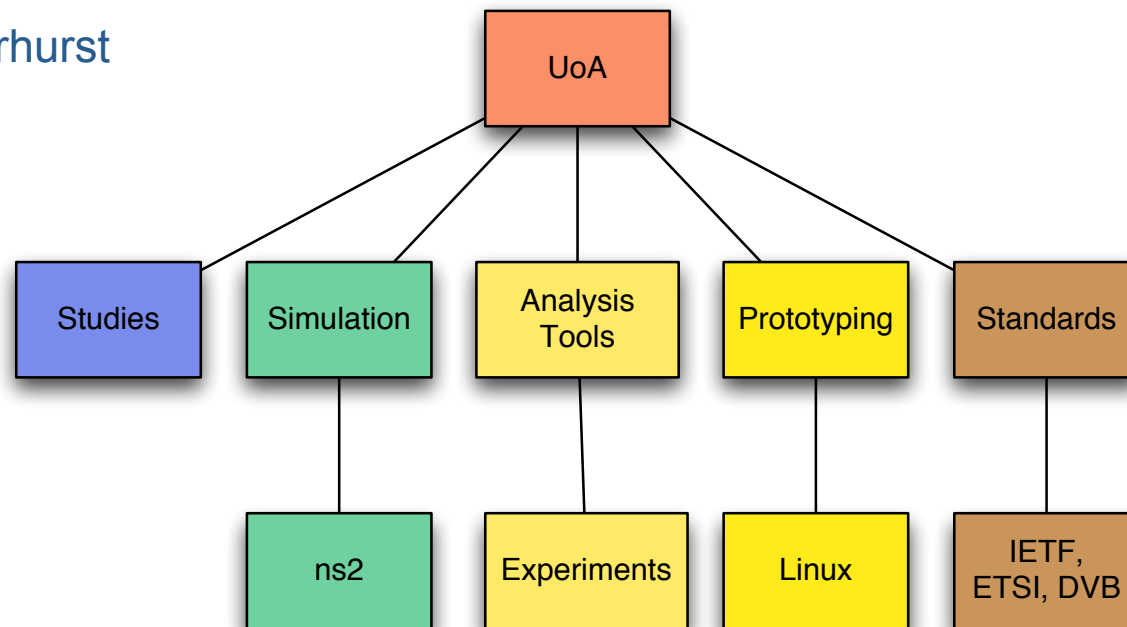 rhurst
UoA
Studies
Simulation
Analysis
Tools
Prototyping
Standards
ns2
Experiments
Linux
IETF,
ETSI, DVB